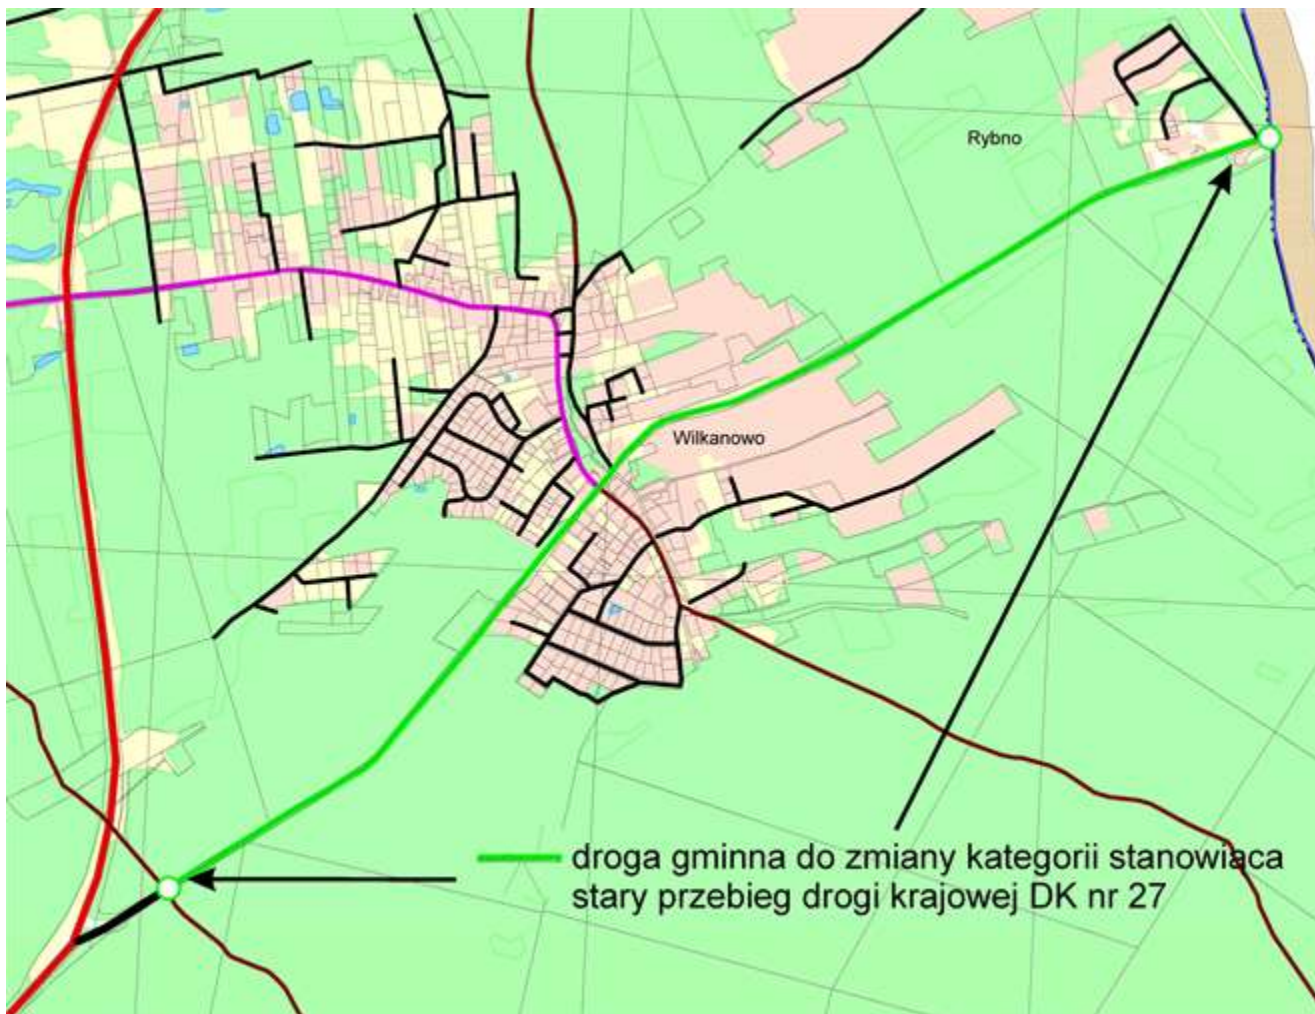 Rybno
Wilkanowo
droga gminna do zmiany kategorii stanowiąca
stary przebieg drogi krajowej DK nr 27